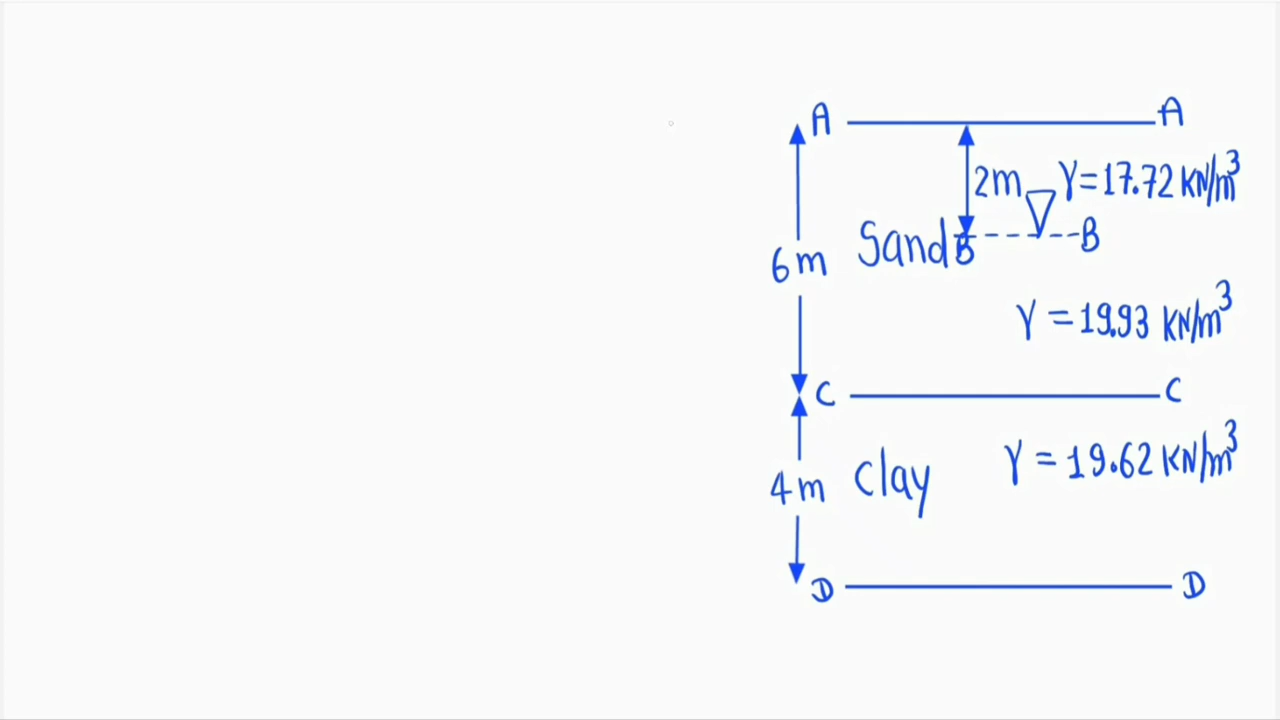 A A
2m γ=17.72 KN/m³
Sand B B
6m
γ = 19.93 KN/m³
C C
γ = 19.62 KN/m³
4m Clay
D D